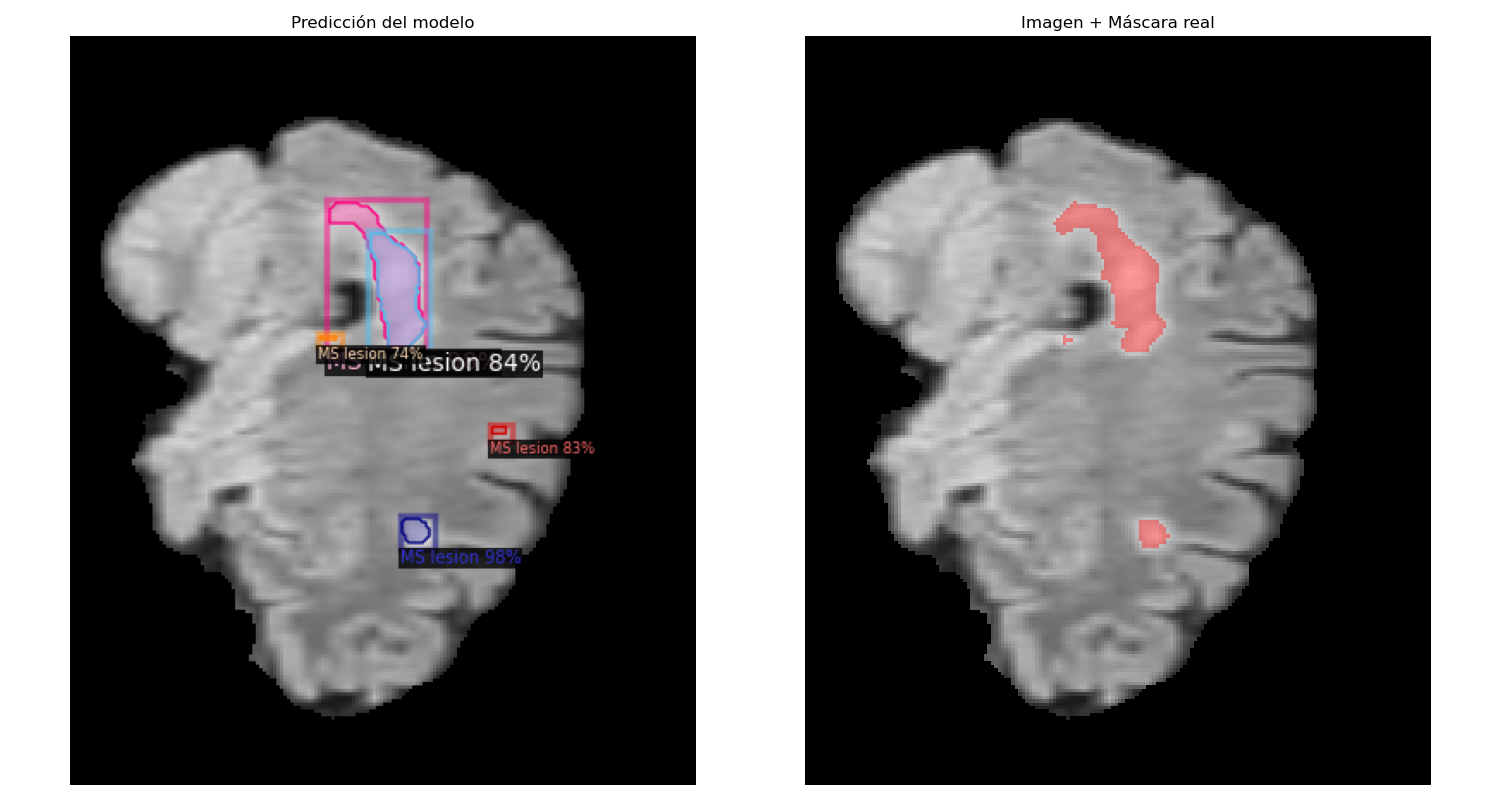 Predicción del modelo
Imagen + Máscara real
MS lesion 74%
MS lesion 84%
MS lesion 83%
MS lesion 98%